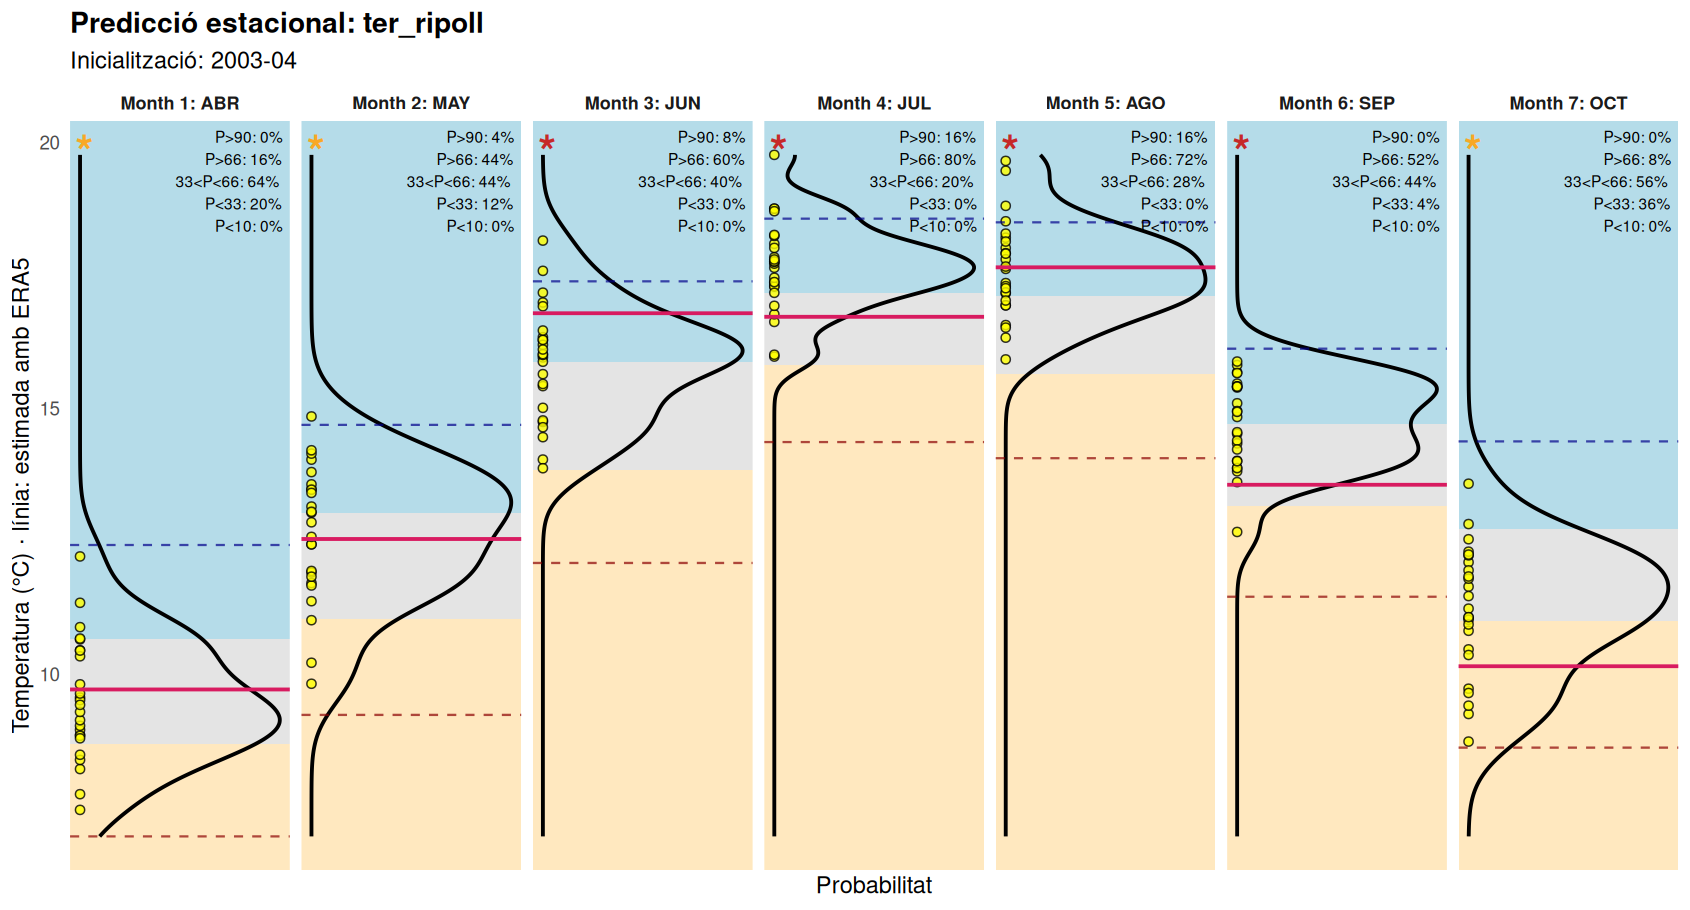 Predicció estacional: ter_ripoll
Inicialització: 2003-04
Month 1: ABR
Month 2: MAY
Month 3: JUN
Month 4: JUL
Month 5: AGO
Month 6: SEP
Month 7: OCT
P>90: 0%
P>66: 16%
33<P<66: 64%
P<33: 20%
P<10: 0%
P>90: 4%
P>66: 44%
33<P<66: 44%
P<33: 12%
P<10: 0%
P>90: 8%
P>66: 60%
33<P<66: 40%
P<33: 0%
P<10: 0%
P>90: 16%
P>66: 80%
33<P<66: 20%
P<33: 0%
P<10: 0%
P>90: 16%
P>66: 72%
33<P<66: 28%
P<33: 0%
P<10: 0%
P>90: 0%
P>66: 52%
33<P<66: 44%
P<33: 4%
P<10: 0%
P>90: 0%
P>66: 8%
33<P<66: 56%
P<33: 36%
P<10: 0%
20
15
10
Temperatura (°C) · línia: estimada amb ERA5
Probabilitat